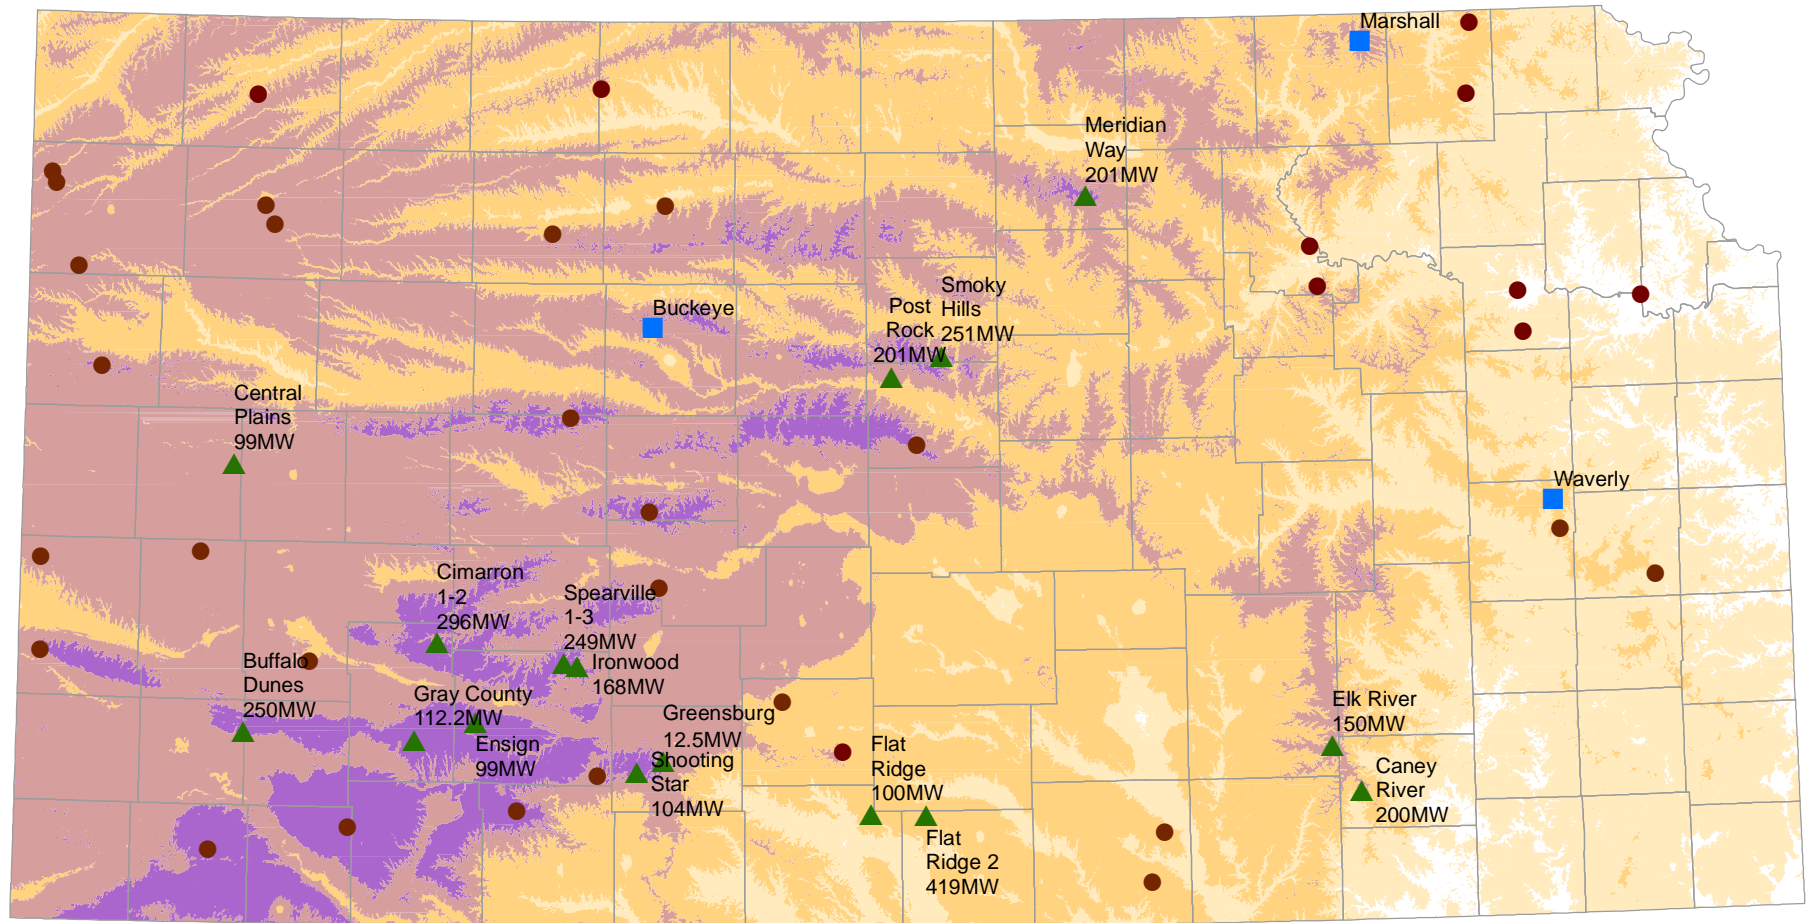 Marshall
Meridian
Way
201MW
Buckeye
Smoky
Hills
251MW
Post
Rock
201MW
Central
Plains
99MW
Waverly
Cimarron
1-2
296MW
Spearville
1-3
249MW
Ironwood
168MW
Buffalo
Dunes
250MW
Gray County
112.2MW
Ensign
99MW
Greensburg
12.5MW
Shooting
Star
104MW
Flat
Ridge
100MW
Flat
Ridge 2
419MW
Elk River
150MW
Caney
River
200MW